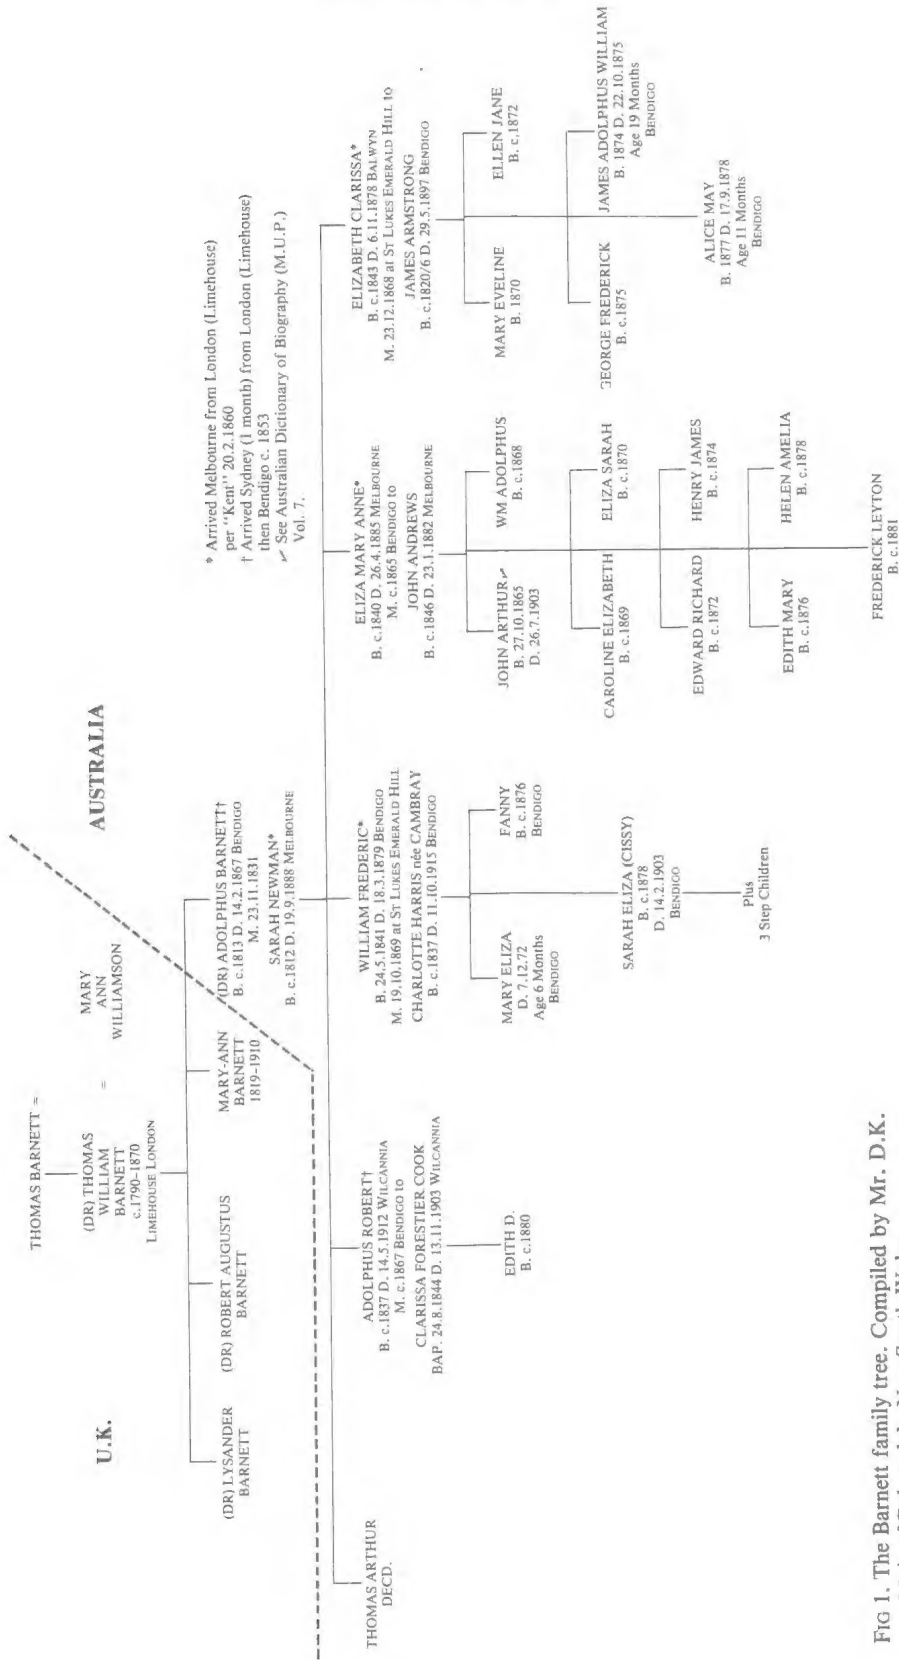 THOMAS BARNETT =
U.K.
AUSTRALIA
(DR) THOMAS
WILLIAM
BARNETT
c.1790–1870
LIMEHOUSE LONDON
=
MARY
ANN
WILLIAMSON
(DR) LYSANDER
BARNETT
(DR) ROBERT AUGUSTUS
BARNETT
MARY-ANN
BARNETT
1819–1910
(DR) ADOLPHUS BARNETT†
B. c.1813 D. 14.2.1867 BENDIGO
M. 23.11.1831
SARAH NEWMAN*
B. c.1812 D. 19.9.1888 MELBOURNE
* Arrived Melbourne from London (Limehouse)
per "Kent" 20.2.1860
† Arrived Sydney (1 month) from London (Limehouse)
then Bendigo c. 1853
✓ See Australian Dictionary of Biography (M.U.P.)
Vol. 7.
THOMAS ARTHUR
DECD.
ADOLPHUS ROBERT†
B. c.1837 D. 14.5.1912 WILCANNIA
M. c.1867 BENDIGO to
CLARISSA FORESTIER COOK
BAP. 24.8.1844 D. 13.11.1903 WILCANNIA
EDITH D.
B. c.1880
WILLIAM FREDERIC*
B. 24.5.1841 D. 18.3.1879 BENDIGO
M. 19.10.1869 at ST LUKES EMERALD HILL
CHARLOTTE HARRIS née CAMBRAY
B. c.1837 D. 11.10.1915 BENDIGO
MARY ELIZA
D. 7.12.72
Age 6 Months
BENDIGO
FANNY
B. c.1876
BENDIGO
SARAH ELIZA (CISSY)
B. c.1878
D. 14.2.1903
BENDIGO
Plus
3 Step Children
ELIZA MARY ANNE*
B. c.1840 D. 26.4.1885 MELBOURNE
M. c.1865 BENDIGO to
JOHN ANDREWS
B. c.1846 D. 23.1.1882 MELBOURNE
JOHN ARTHUR ✓
B. 27.10.1865
D. 26.7.1903
WM ADOLPHUS
B. c.1868
CAROLINE ELIZABETH
B. c.1869
ELIZA SARAH
B. c.1870
EDWARD RICHARD
B. c.1872
HENRY JAMES
B. c.1874
EDITH MARY
B. c.1876
HELEN AMELIA
B. c.1878
FREDERICK LEYTON
B. c.1881
ELIZABETH CLARISSA*
B. c.1843 D. 6.11.1878 BALWYN
M. 23.12.1868 at ST LUKES EMERALD HILL to
JAMES ARMSTRONG
B. c.1820/6 D. 29.5.1897 BENDIGO
MARY EVELINE
B. 1870
ELLEN JANE
B. c.1872
GEORGE FREDERICK
B. c.1875
JAMES ADOLPHUS WILLIAM
B. 1874 D. 22.10.1875
Age 19 Months
BENDIGO
ALICE MAY
B. 1877 D. 17.9.1878
Age 11 Months
BENDIGO
FIG 1. The Barnett family tree. Compiled by Mr. D.K.